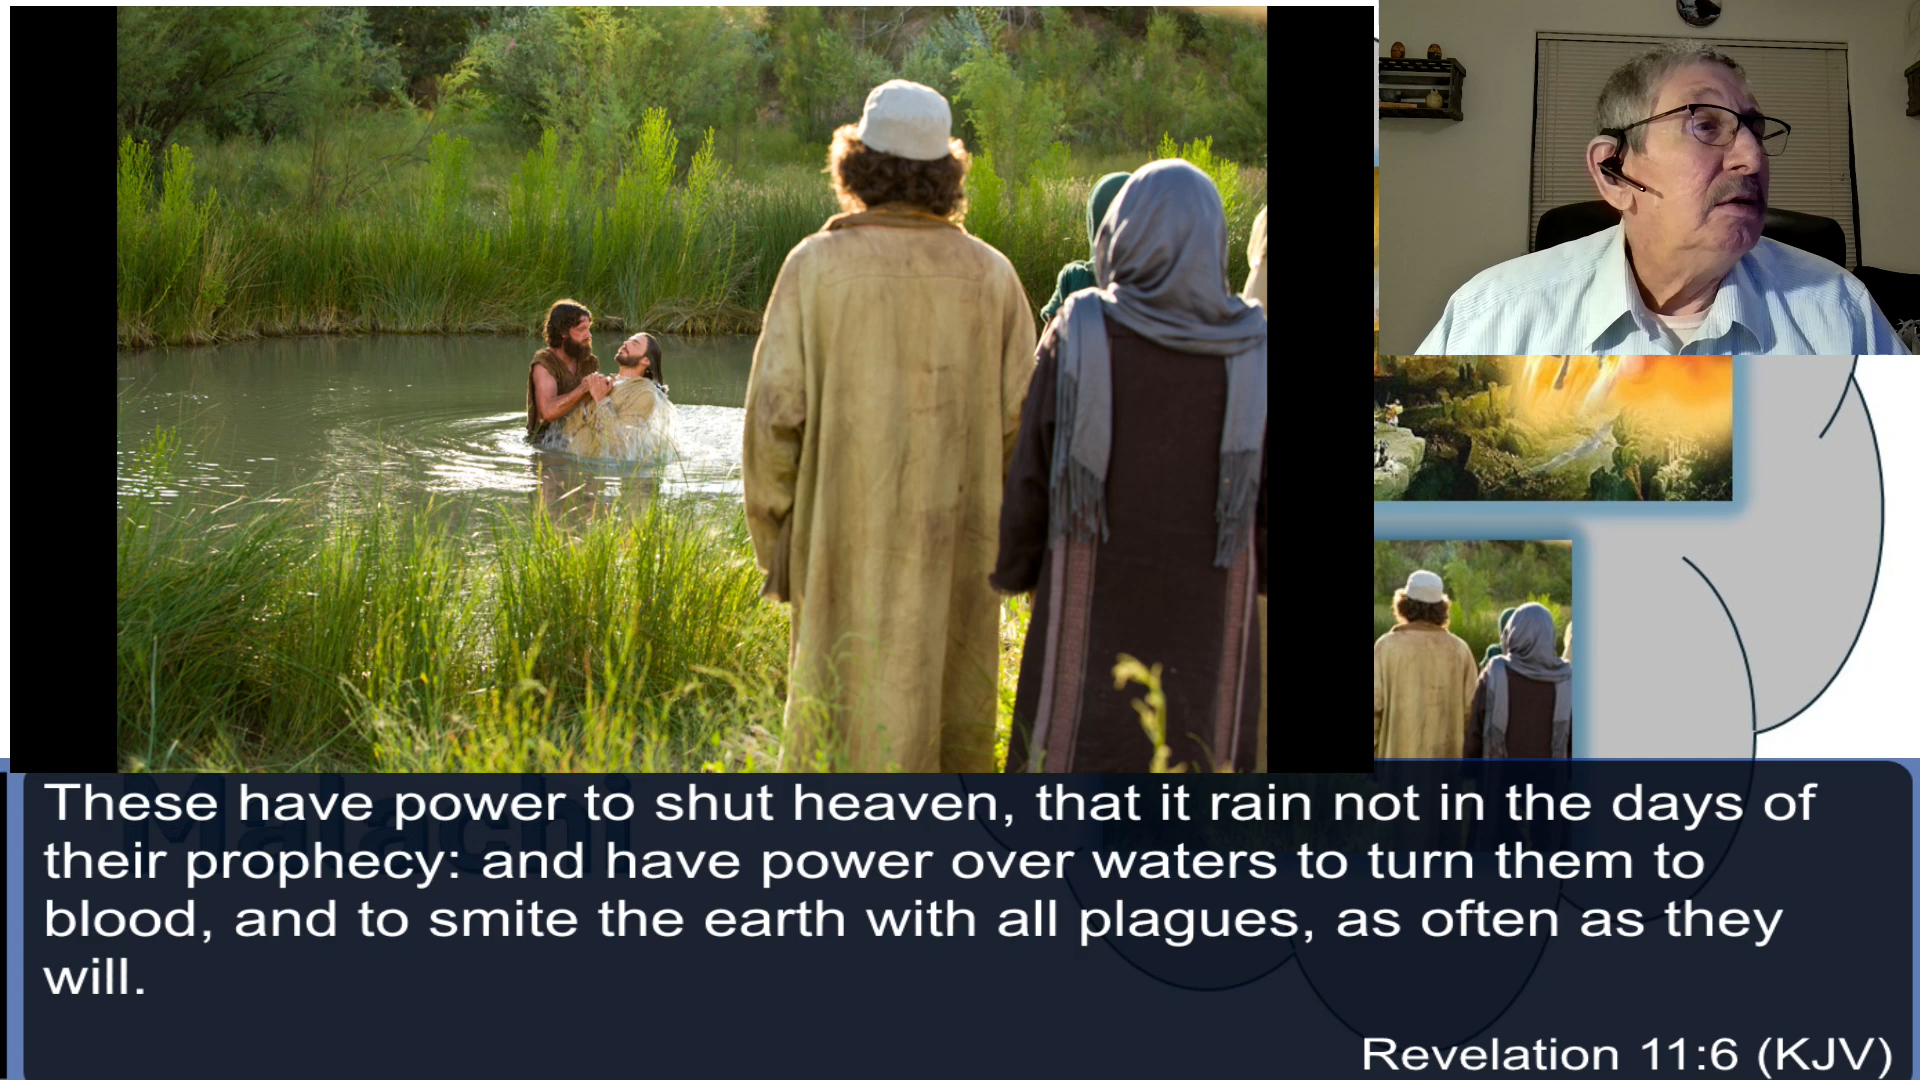 Malachi
These have power to shut heaven, that it rain not in the days of
their prophecy: and have power over waters to turn them to
blood, and to smite the earth with all plagues, as often as they
will.
Revelation 11:6 (KJV)